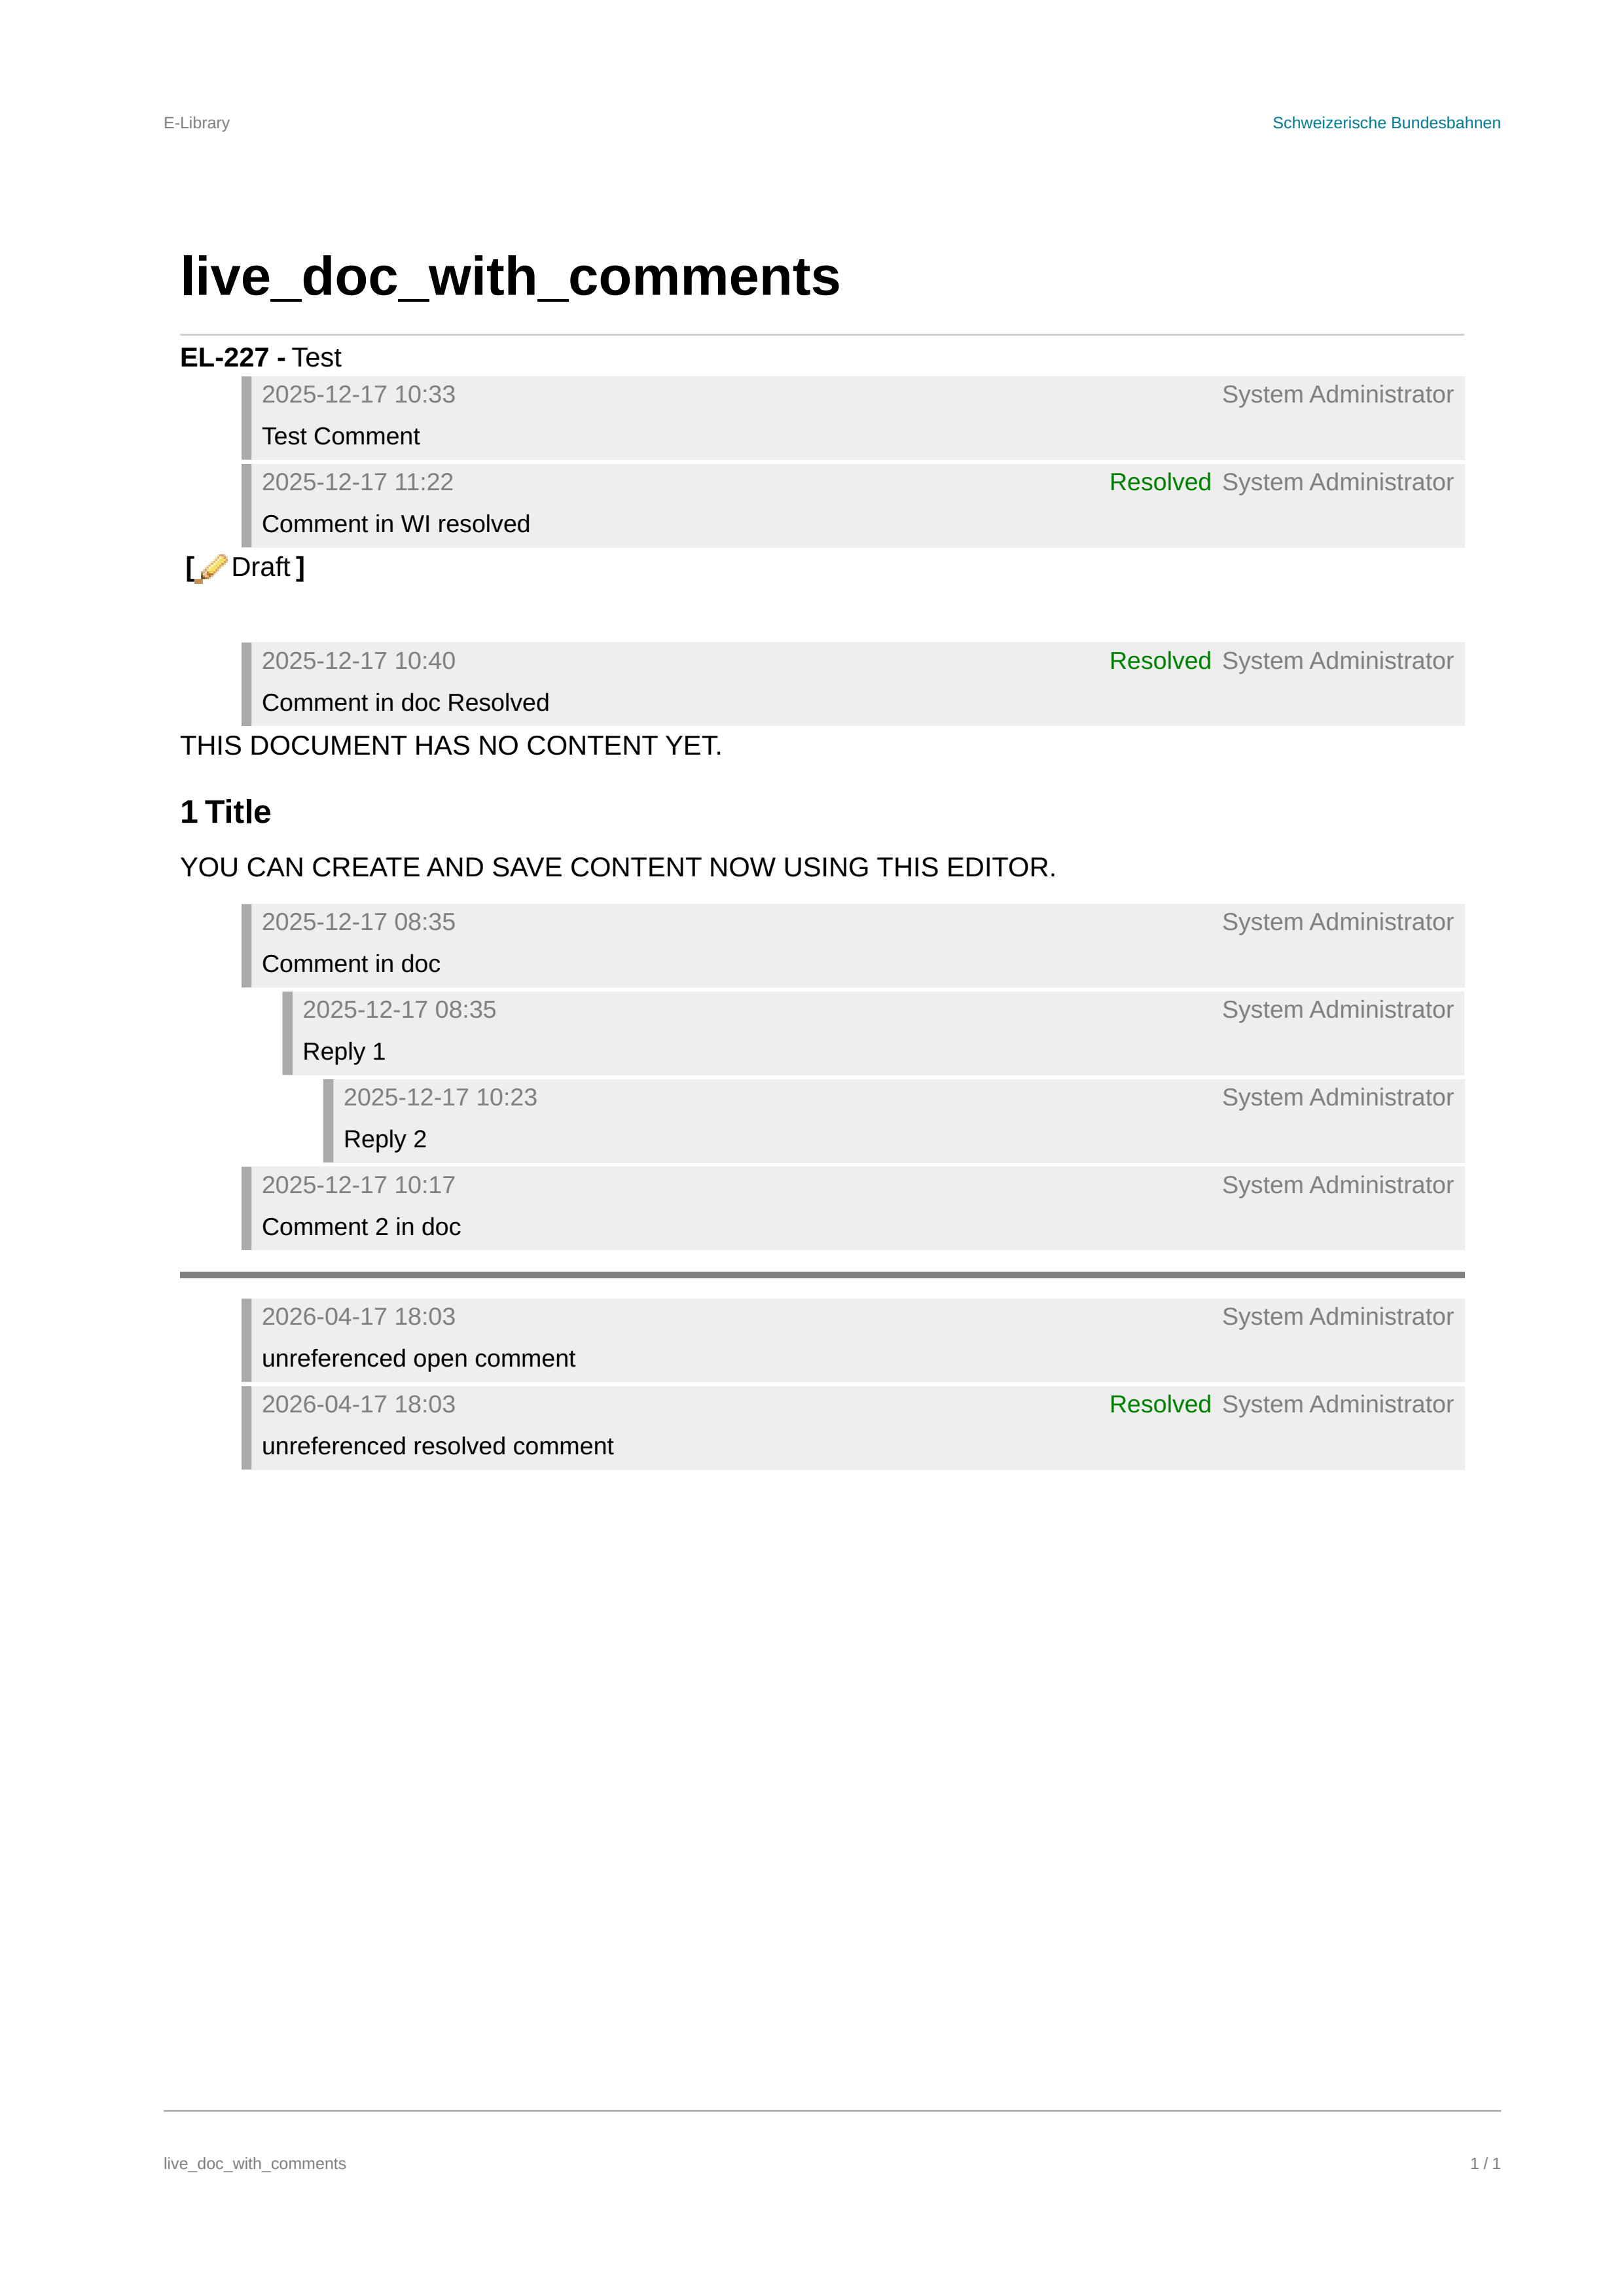 E-Library Schweizerische Bundesbahnen
live_doc_with_comments
EL-227 - Test
2025-12-17 10:33 System Administrator
Test Comment
2025-12-17 11:22 Resolved System Administrator
Comment in WI resolved
[ Draft ]
2025-12-17 10:40 Resolved System Administrator
Comment in doc Resolved
THIS DOCUMENT HAS NO CONTENT YET.
1 Title
YOU CAN CREATE AND SAVE CONTENT NOW USING THIS EDITOR.
2025-12-17 08:35 System Administrator
Comment in doc
2025-12-17 08:35 System Administrator
Reply 1
2025-12-17 10:23 System Administrator
Reply 2
2025-12-17 10:17 System Administrator
Comment 2 in doc
2026-04-17 18:03 System Administrator
unreferenced open comment
2026-04-17 18:03 Resolved System Administrator
unreferenced resolved comment
live_doc_with_comments 1 / 1